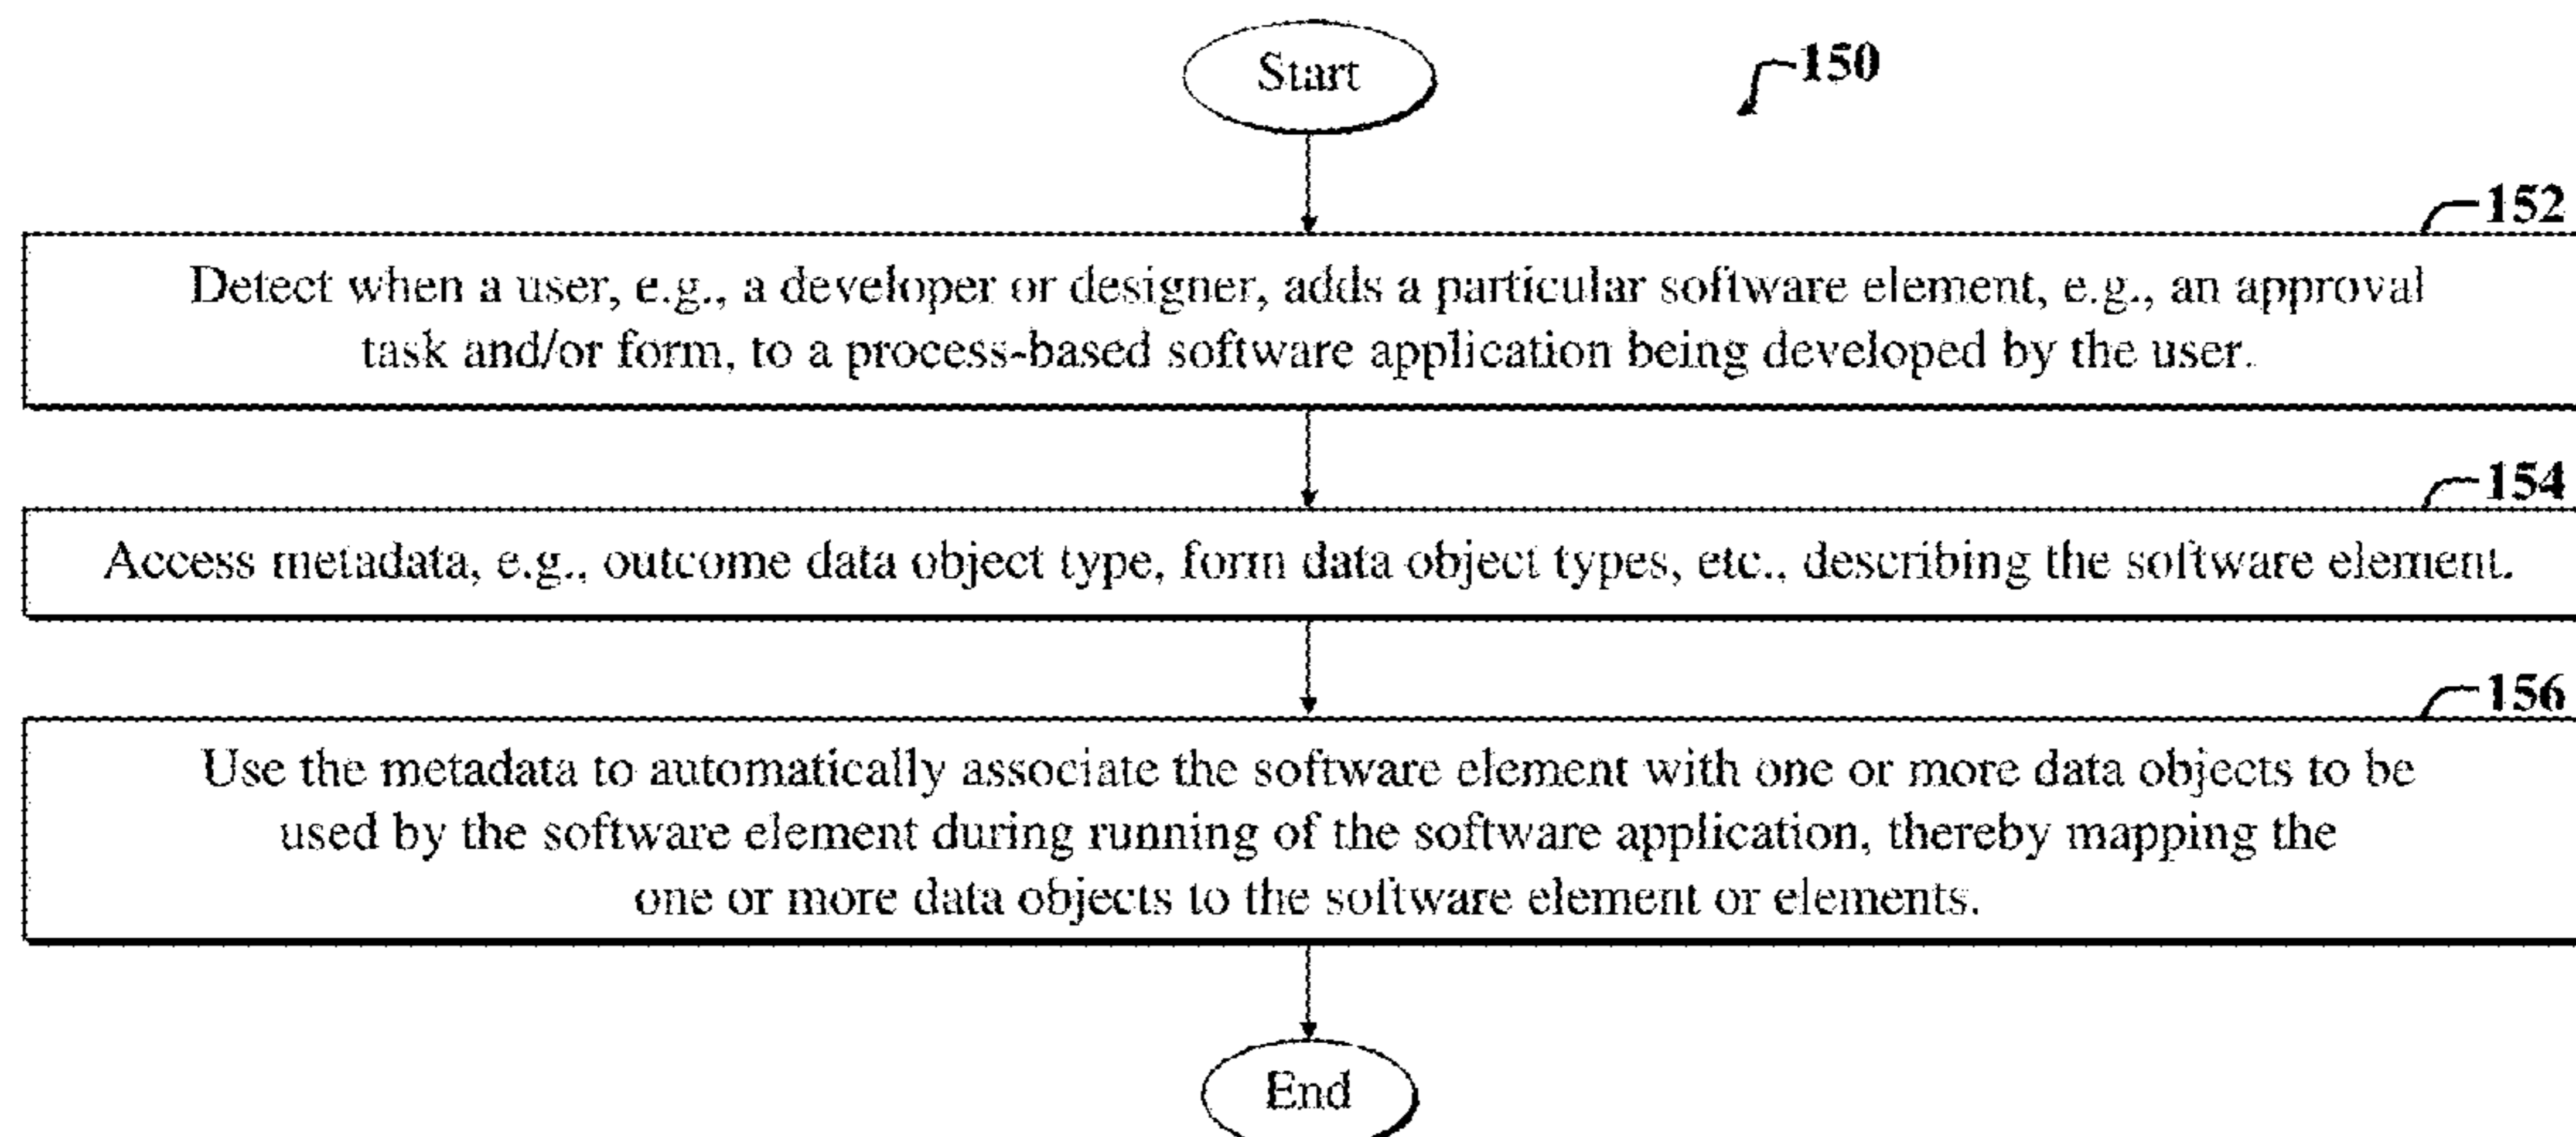 Start
150
152
Detect when a user, e.g., a developer or designer, adds a particular software element, e.g., an approval
task and/or form, to a process-based software application being developed by the user.
154
Access metadata, e.g., outcome data object type, form data object types, etc., describing the software element.
156
Use the metadata to automatically associate the software element with one or more data objects to be
used by the software element during running of the software application, thereby mapping the
one or more data objects to the software element or elements.
End